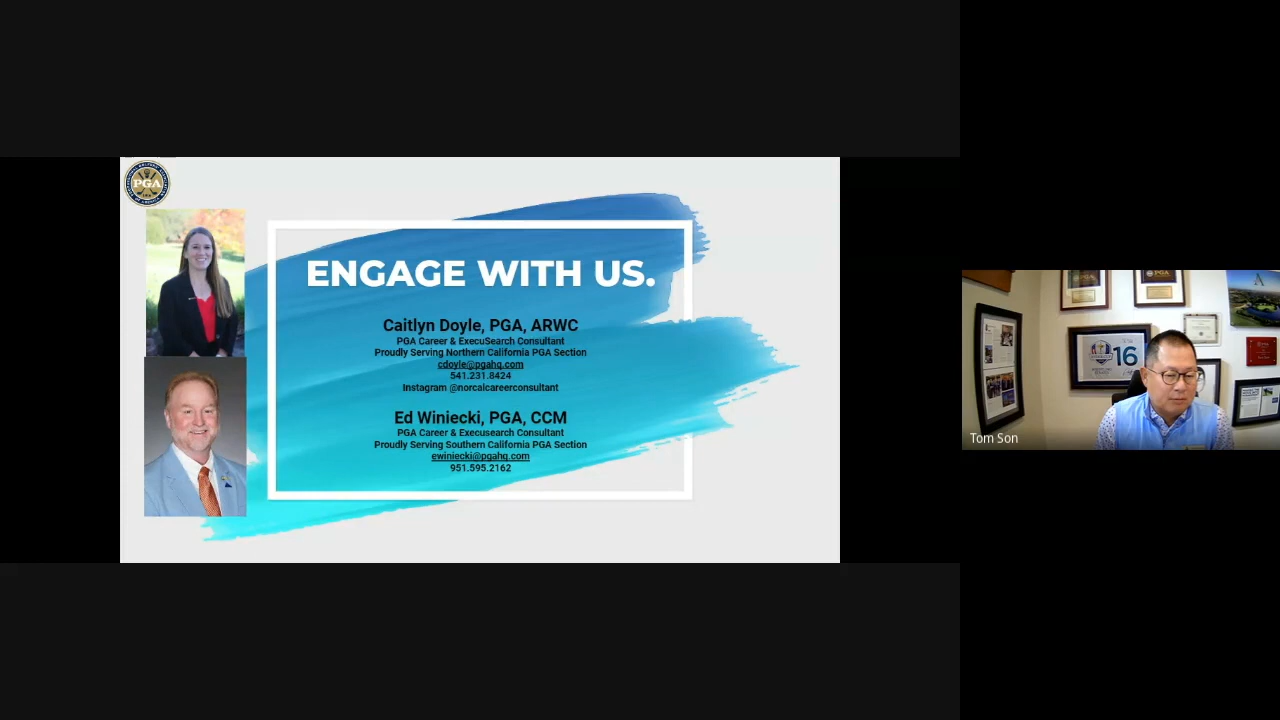 PGA
ENGAGE WITH US.
Caitlyn Doyle, PGA, ARWC
PGA Career & ExecuSearch Consultant
Proudly Serving Northern California PGA Section
cdoyle@pgahq.com
541.231.8424
Instagram @norcalcareerconsultant
Ed Winiecki, PGA, CCM
PGA Career & Execusearch Consultant
Proudly Serving Southern California PGA Section
ewiniecki@pgahq.com
951.595.2162
16
Tom Son